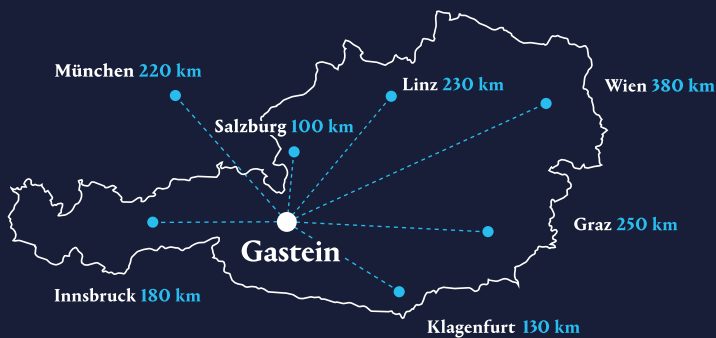 München 220 km
Linz 230 km
Wien 380 km
Salzburg 100 km
Graz 250 km
Gastein
Innsbruck 180 km
Klagenfurt 130 km